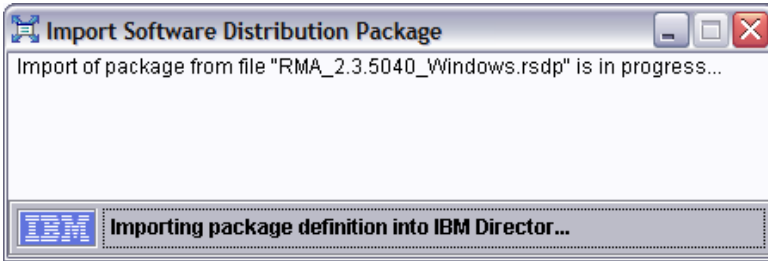 Import Software Distribution Package
Import of package from file "RMA_2.3.5040_Windows.rsdp" is in progress...
IBM
Importing package definition into IBM Director...